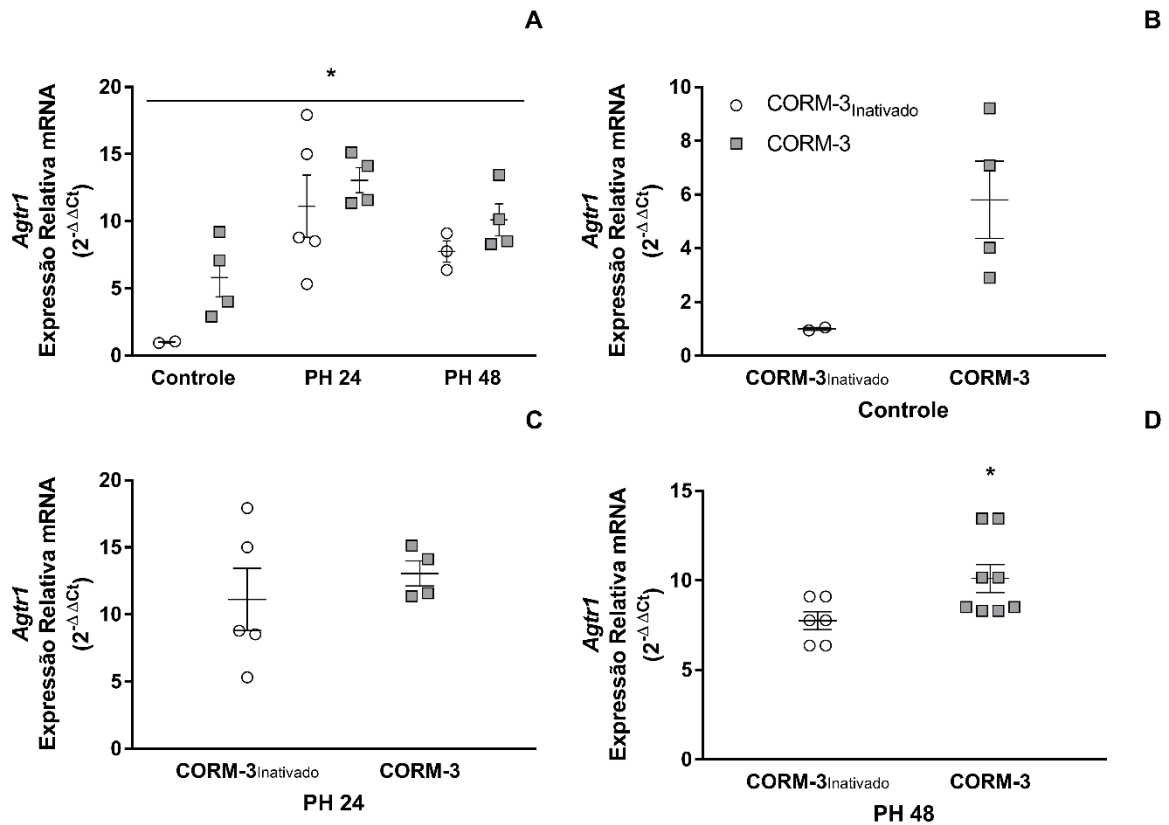 A
*
Agtr1
Expressão Relativa mRNA
(2-ΔΔCt)
20
15
10
5
0
Controle
PH 24
PH 48
B
CORM-3Inativado
CORM-3
Agtr1
Expressão Relativa mRNA
(2-ΔΔCt)
10
8
6
4
2
0
CORM-3Inativado
CORM-3
Controle
C
Agtr1
Expressão Relativa mRNA
(2-ΔΔCt)
20
15
10
5
0
CORM-3Inativado
CORM-3
PH 24
D
*
Agtr1
Expressão Relativa mRNA
(2-ΔΔCt)
15
10
5
0
CORM-3Inativado
CORM-3
PH 48